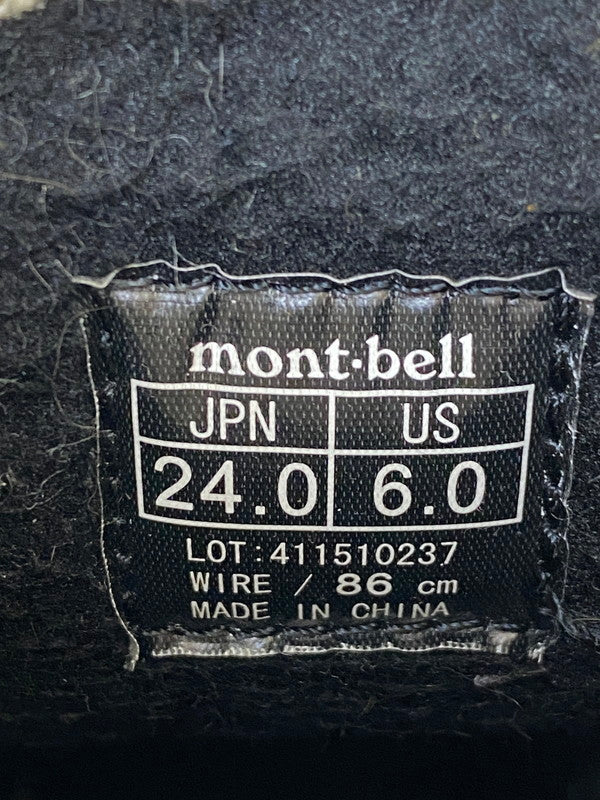 mont·bell
JPN US
24.0 6.0
LOT:411510237
WIRE / 86 cm
MADE IN CHINA